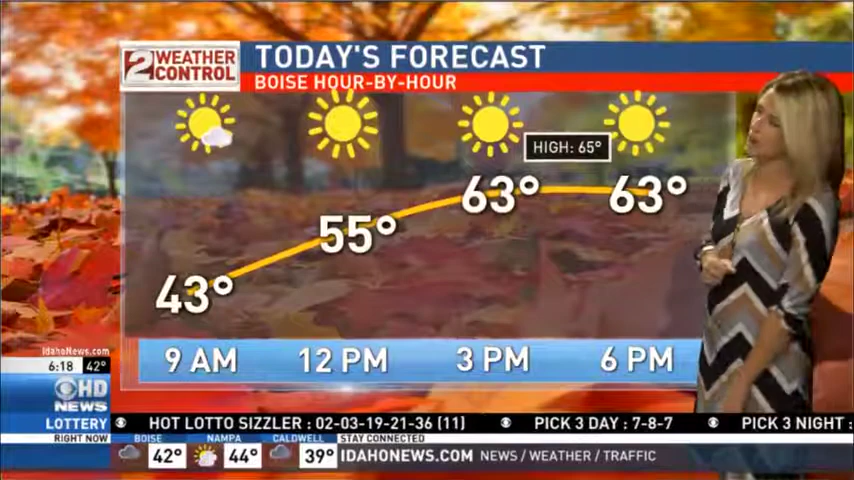 2 WEATHER CONTROL
TODAY'S FORECAST
BOISE HOUR-BY-HOUR
HIGH: 65°
43° 55° 63° 63°
9 AM 12 PM 3 PM 6 PM
IdahoNews.com
6:18 42°
CBS HD
NEWS
LOTTERY HOT LOTTO SIZZLER : 02-03-19-21-36 [11] PICK 3 DAY : 7-8-7 PICK 3 NIGHT :
RIGHT NOW BOISE NAMPA CALDWELL STAY CONNECTED
42° 44° 39° IDAHONEWS.COM NEWS / WEATHER / TRAFFIC